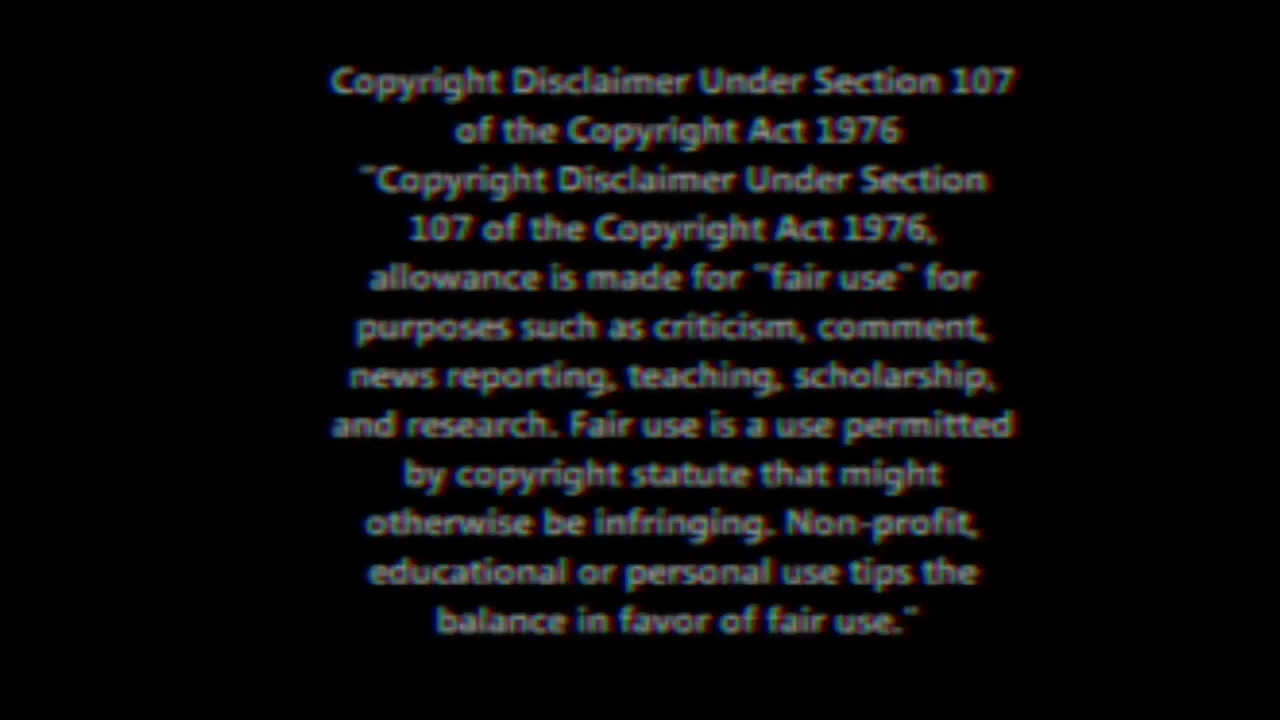 Copyright Disclaimer Under Section 107
of the Copyright Act 1976
"Copyright Disclaimer Under Section
107 of the Copyright Act 1976,
allowance is made for "fair use" for
purposes such as criticism, comment,
news reporting, teaching, scholarship,
and research. Fair use is a use permitted
by copyright statute that might
otherwise be infringing. Non-profit,
educational or personal use tips the
balance in favor of fair use."